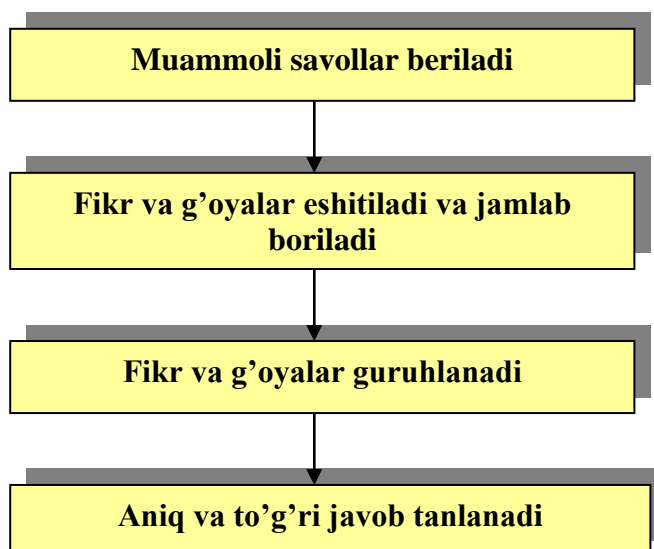 Muammoli savollar beriladi
Fikr va g’oyalar eshitiladi va jamlab
boriladi
Fikr va g’oyalar guruhlanadi
Aniq va to’g’ri javob tanlanadi